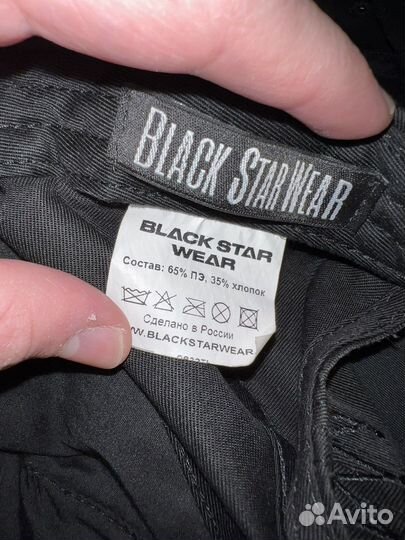 BLACK STAR WEAR
BLACK STAR
WEAR
Состав: 65% ПЭ, 35% хлопок
Сделано в России
WWW.BLACKSTARWEAR
Avito